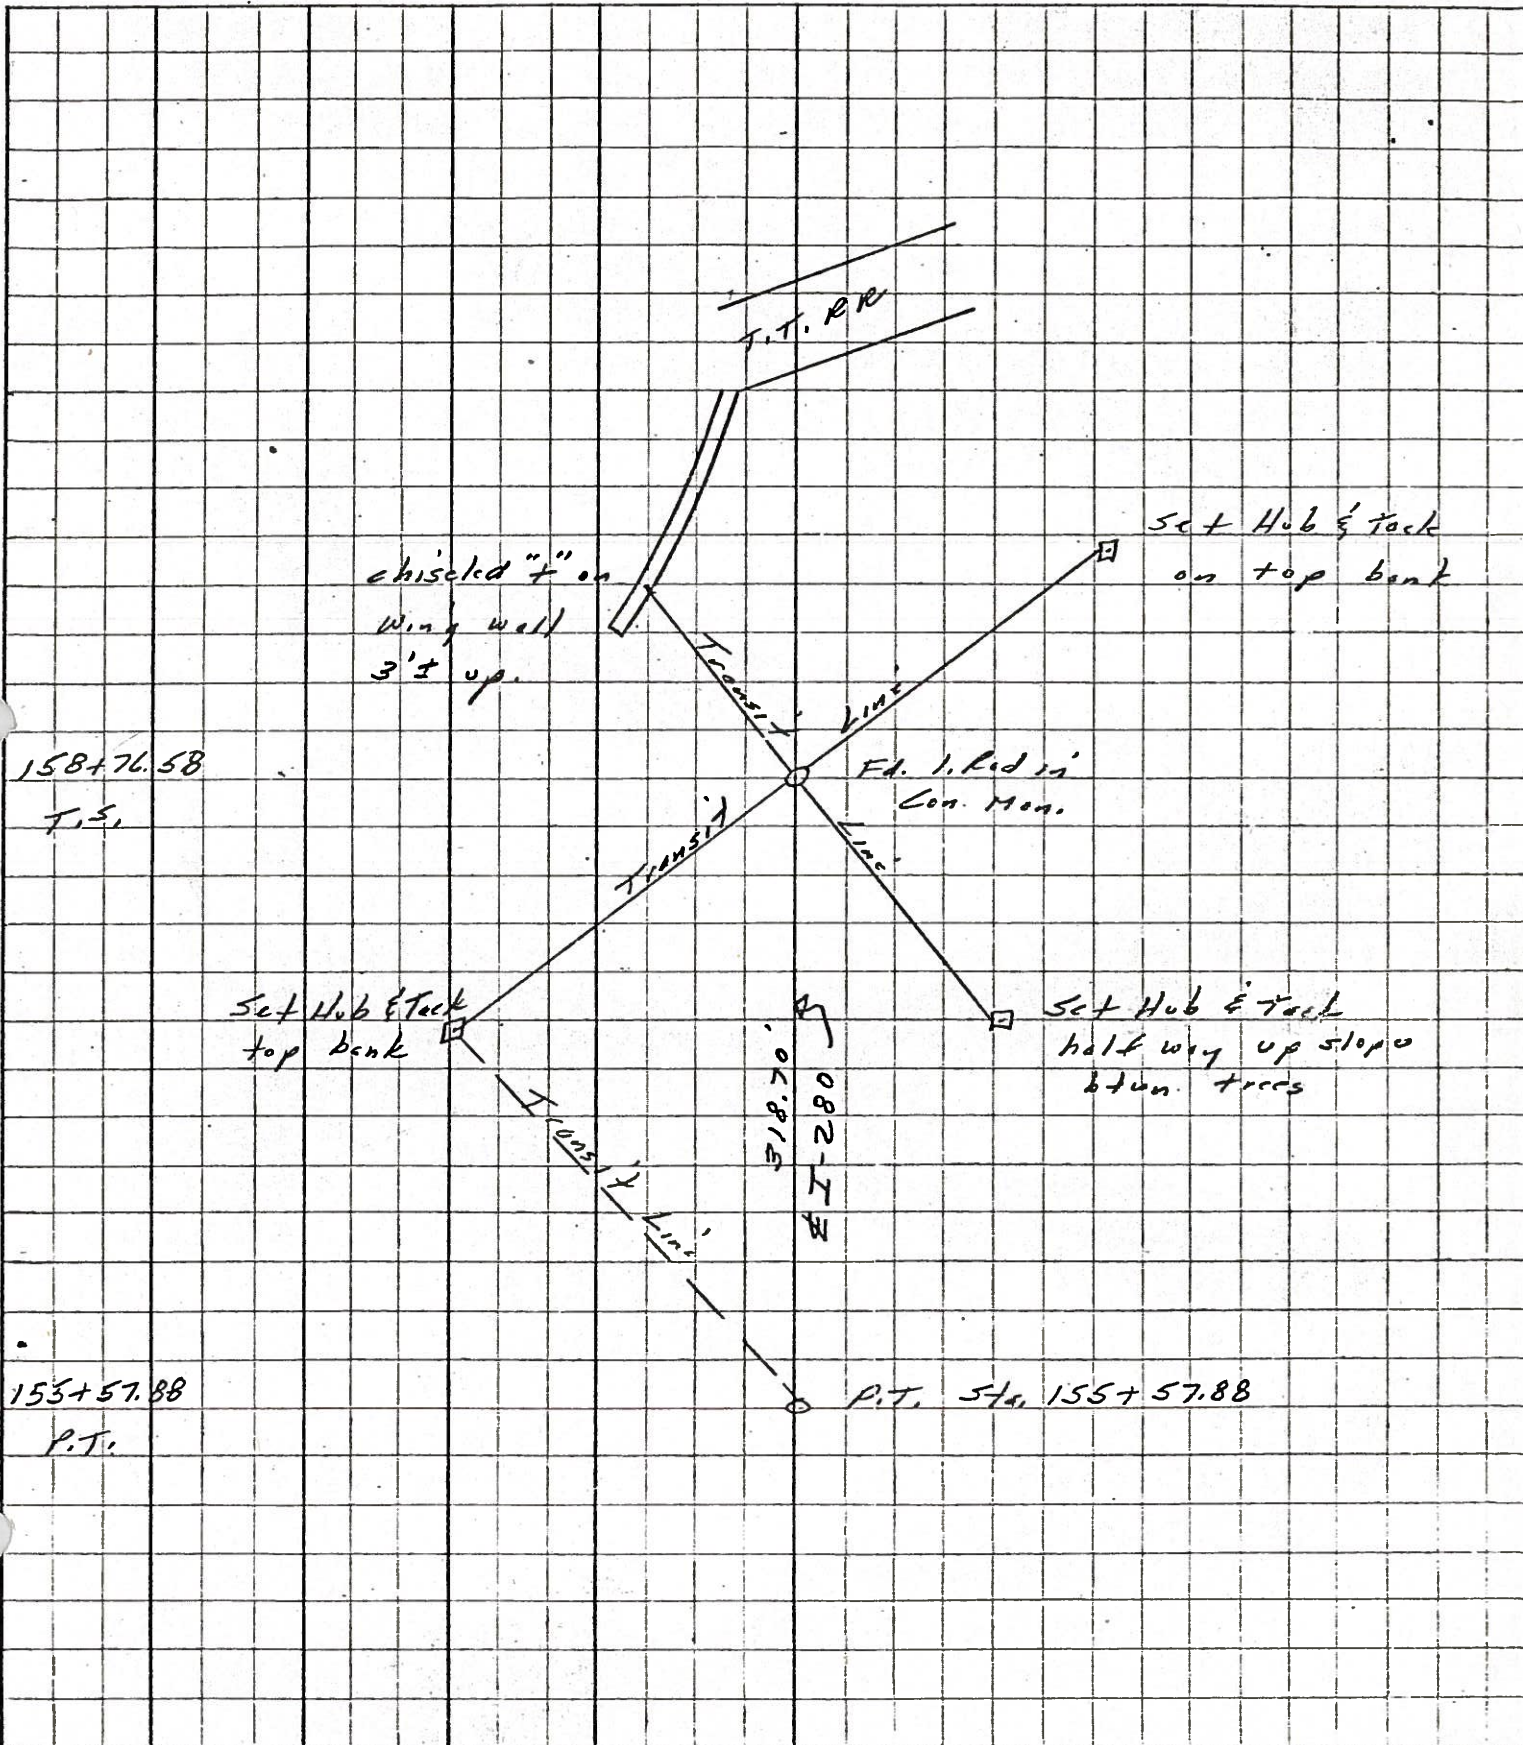 T.T. RR
Set Hub & Tack
on top bank
chiseled "+" on
Wing wall
3'± up.
Transit
Line
158+76.58
T.S.
Fd. I. Rod in
Con. Mon.
Transit
Line
Set Hub & Tack
top bank
Set Hub & Tack
half way up slope
btwn. trees
318.70'
℄ I-280
Transit Line
155+57.88
P.T.
P.T. Sta. 155+57.88